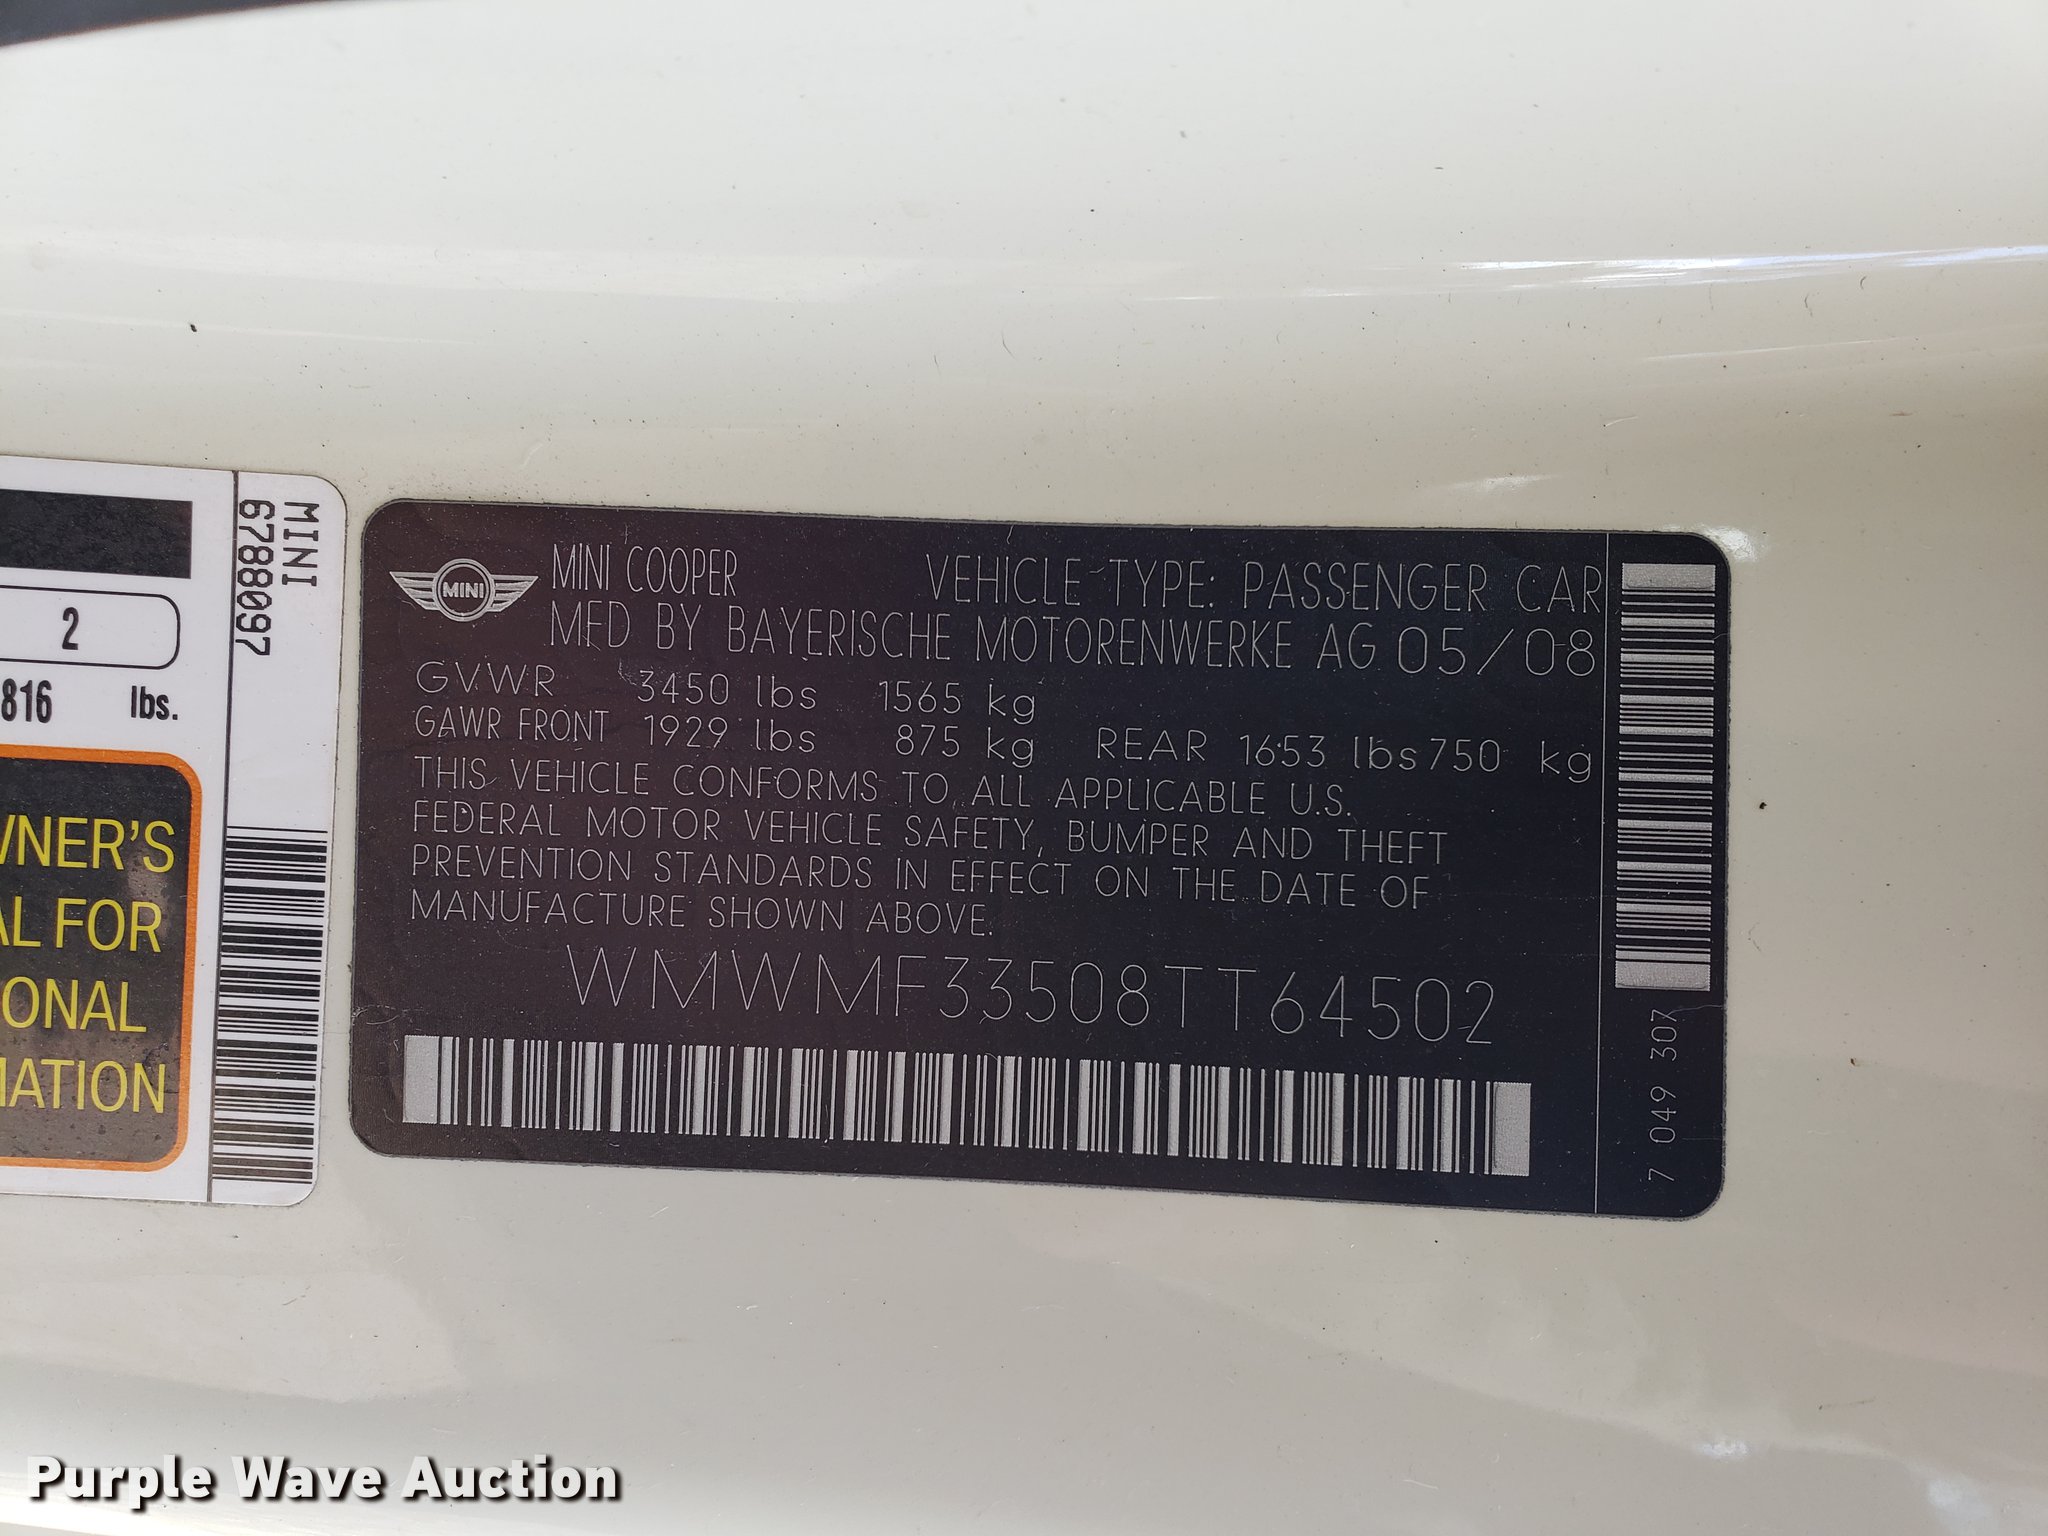 MINI
6788097
2
816 lbs.
WNER'S
AL FOR
ONAL
MATION
MINI
MINI COOPER VEHICLE TYPE: PASSENGER CAR
MFD BY BAYERISCHE MOTORENWERKE AG 05/08
GVWR 3450 lbs 1565 kg
GAWR FRONT 1929 lbs 875 kg REAR 1653 lbs 750 kg
THIS VEHICLE CONFORMS TO ALL APPLICABLE U.S.
FEDERAL MOTOR VEHICLE SAFETY, BUMPER AND THEFT
PREVENTION STANDARDS IN EFFECT ON THE DATE OF
MANUFACTURE SHOWN ABOVE.
WMWMF33508TT64502
7 049 307
Purple Wave Auction